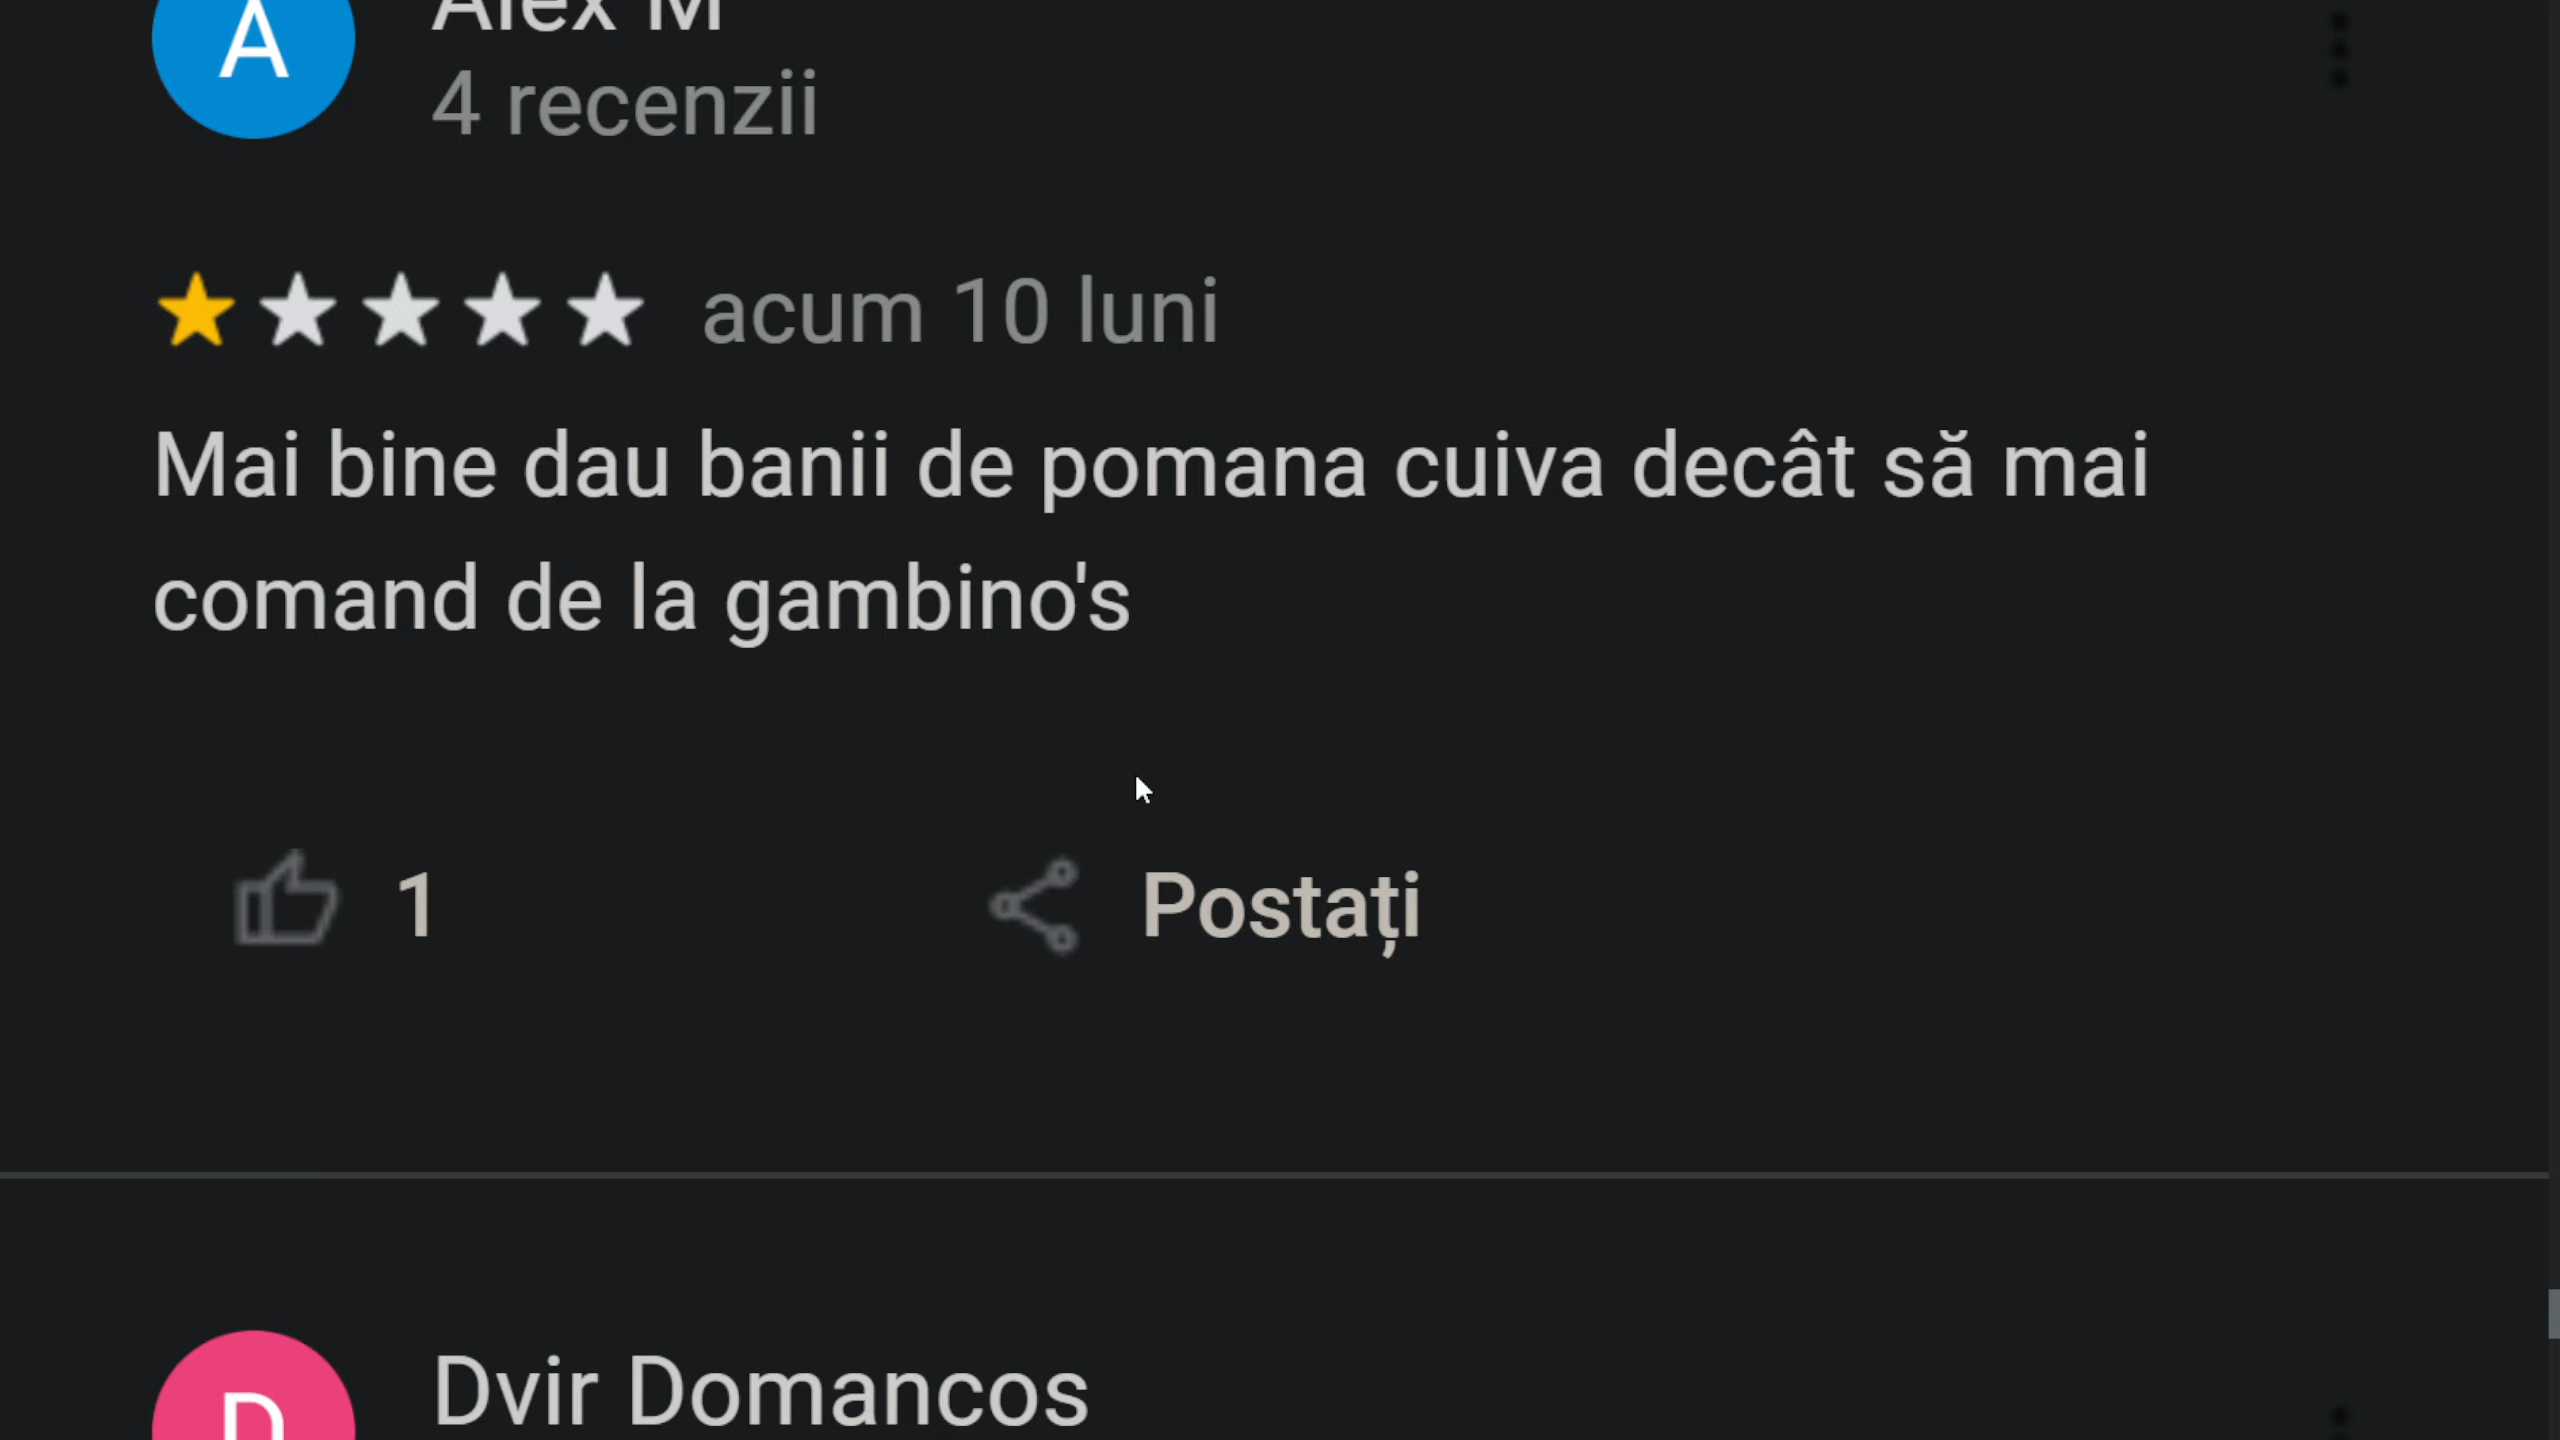 A
Alex M
4 recenzii
acum 10 luni
Mai bine dau banii de pomana cuiva decât să mai
comand de la gambino's
1
Postați
D
Dvir Domancos